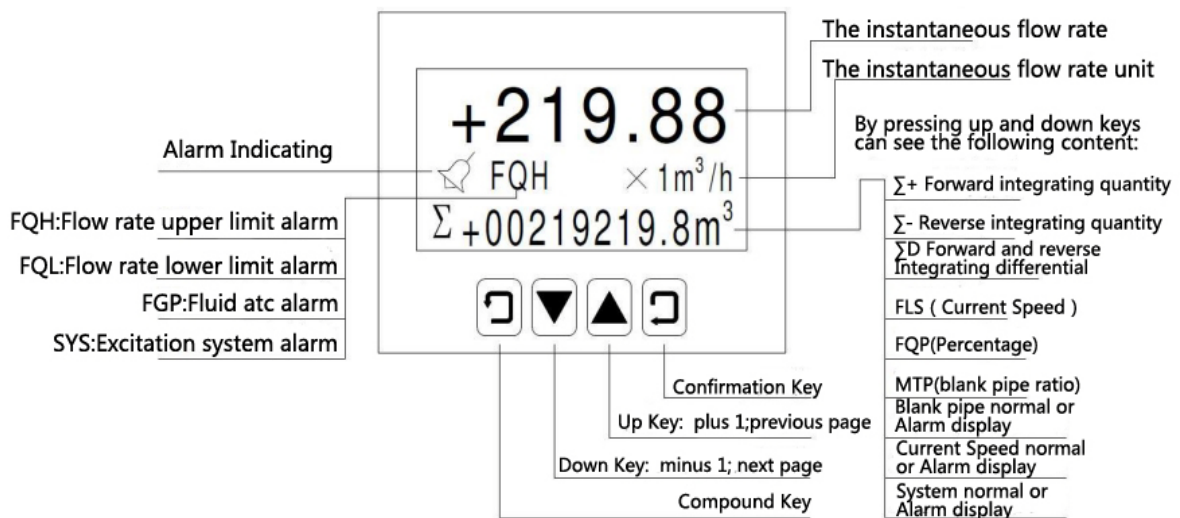 The instantaneous flow rate
The instantaneous flow rate unit
By pressing up and down keys
can see the following content:
+219.88
Alarm Indicating
FQH
× 1m³/h
∑ +00219219.8m³
FQH:Flow rate upper limit alarm
FQL:Flow rate lower limit alarm
FGP:Fluid atc alarm
SYS:Excitation system alarm
∑+ Forward integrating quantity
∑- Reverse integrating quantity
∑D Forward and reverse
Integrating differential
FLS ( Current Speed )
FQP(Percentage)
MTP(blank pipe ratio)
Blank pipe normal or
Alarm display
Current Speed normal
or Alarm display
System normal or
Alarm display
Confirmation Key
Up Key: plus 1;previous page
Down Key: minus 1; next page
Compound Key